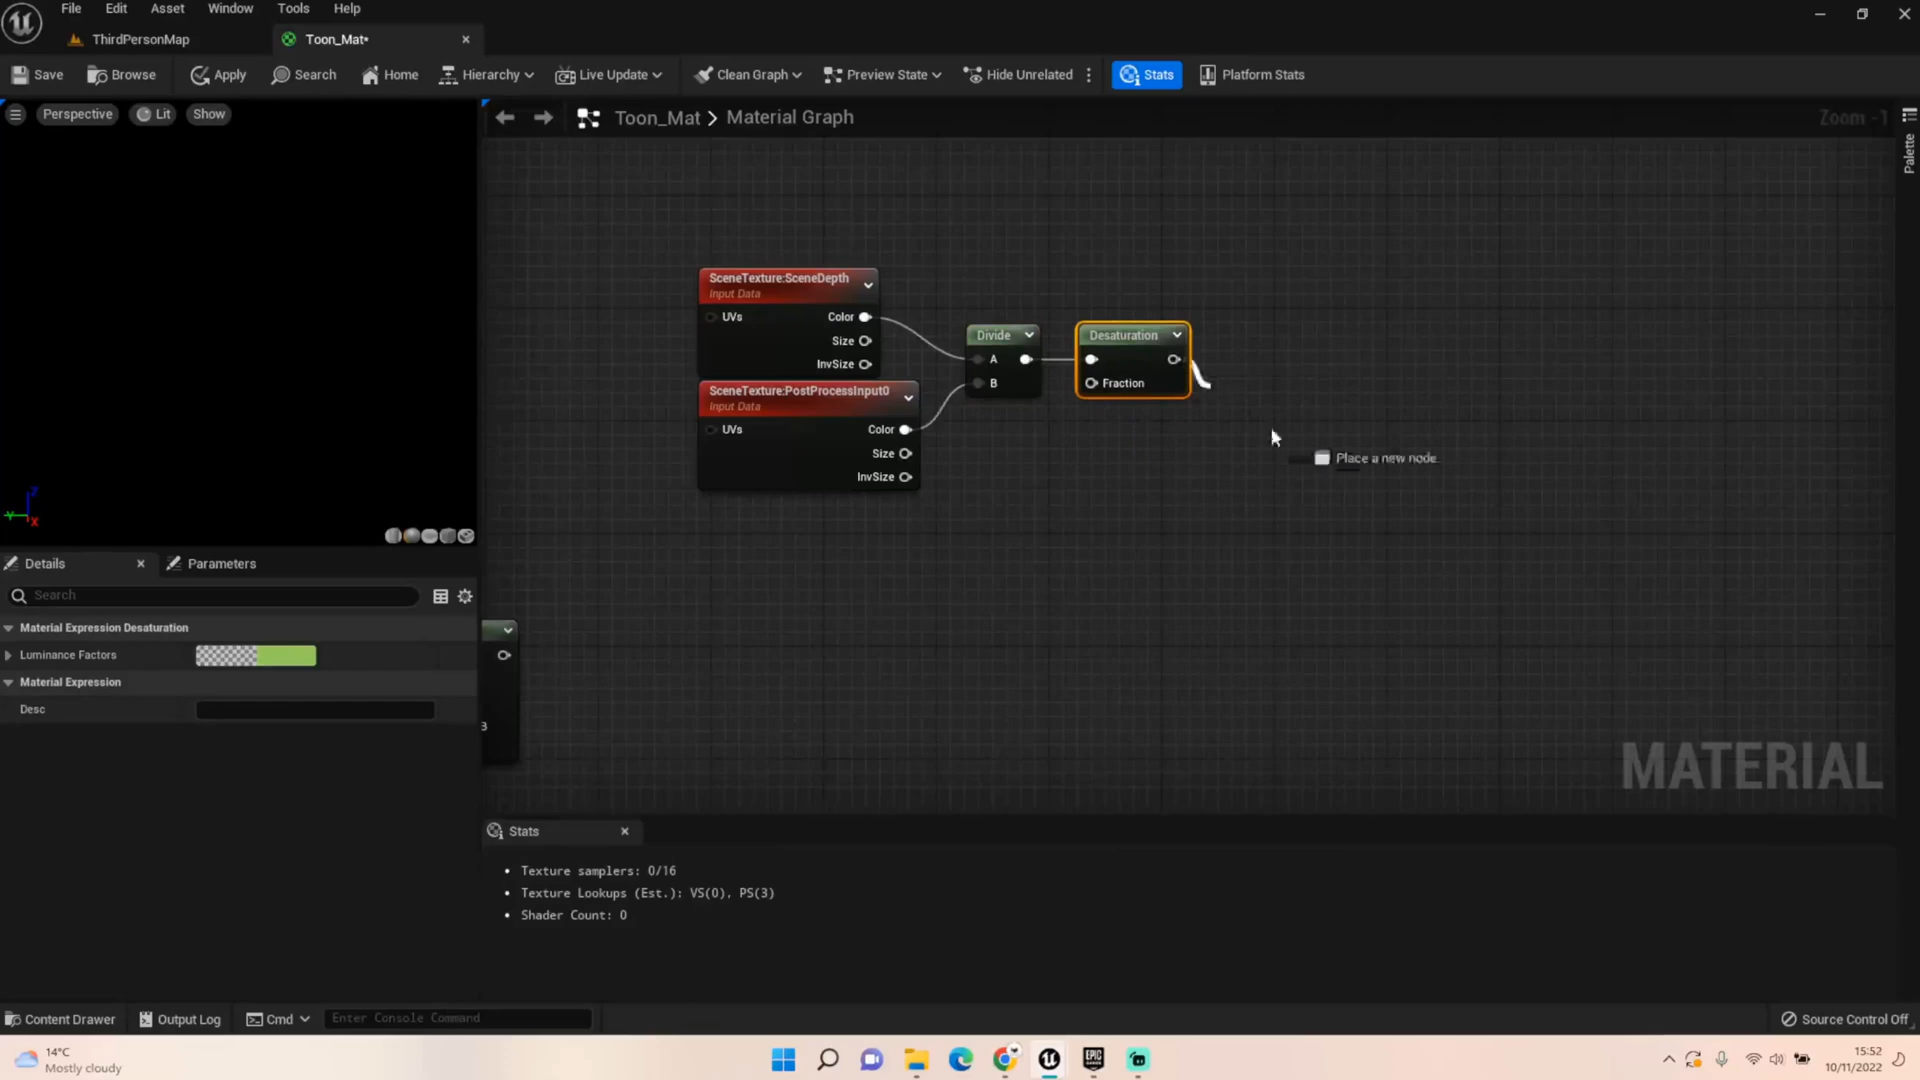 File Edit Asset Window Tools Help
ThirdPersonMap
Toon_Mat*
Save Browse Apply Search Home Hierarchy Live Update Clean Graph Preview State Hide Unrelated Stats Platform Stats
Perspective Lit Show
Toon_Mat > Material Graph
Zoom -1
Palette
SceneTexture:SceneDepth
Input Data
UVs Color
Size
InvSize
SceneTexture:PostProcessInput0
Input Data
UVs Color
Size
InvSize
Divide
A
B
Desaturation
Fraction
Place a new node.
B
MATERIAL
Z
Y
X
Details Parameters
Search
Material Expression Desaturation
Luminance Factors
Material Expression
Desc
Stats
• Texture samplers: 0/16
• Texture Lookups (Est.): VS(0), PS(3)
• Shader Count: 0
Content Drawer Output Log Cmd Enter Console Command Source Control Off
14°C
Mostly cloudy
EPIC
15:52
10/11/2022